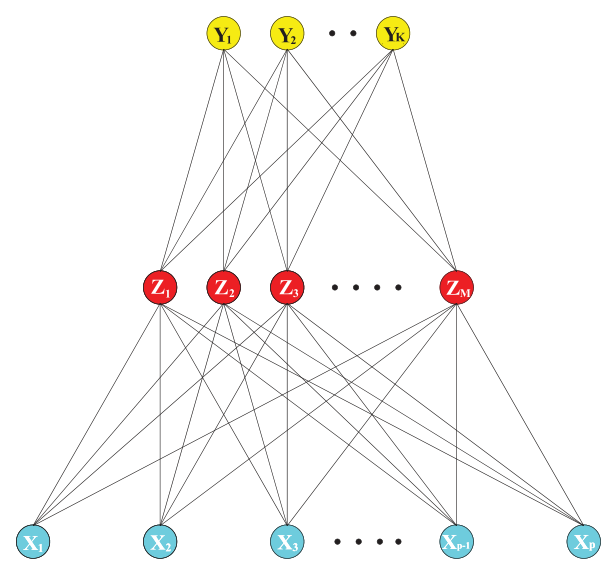 Y1 Y2 · · YK
Z1 Z2 Z3 · · · · ZM
X1 X2 X3 · · · · Xp-1 Xp